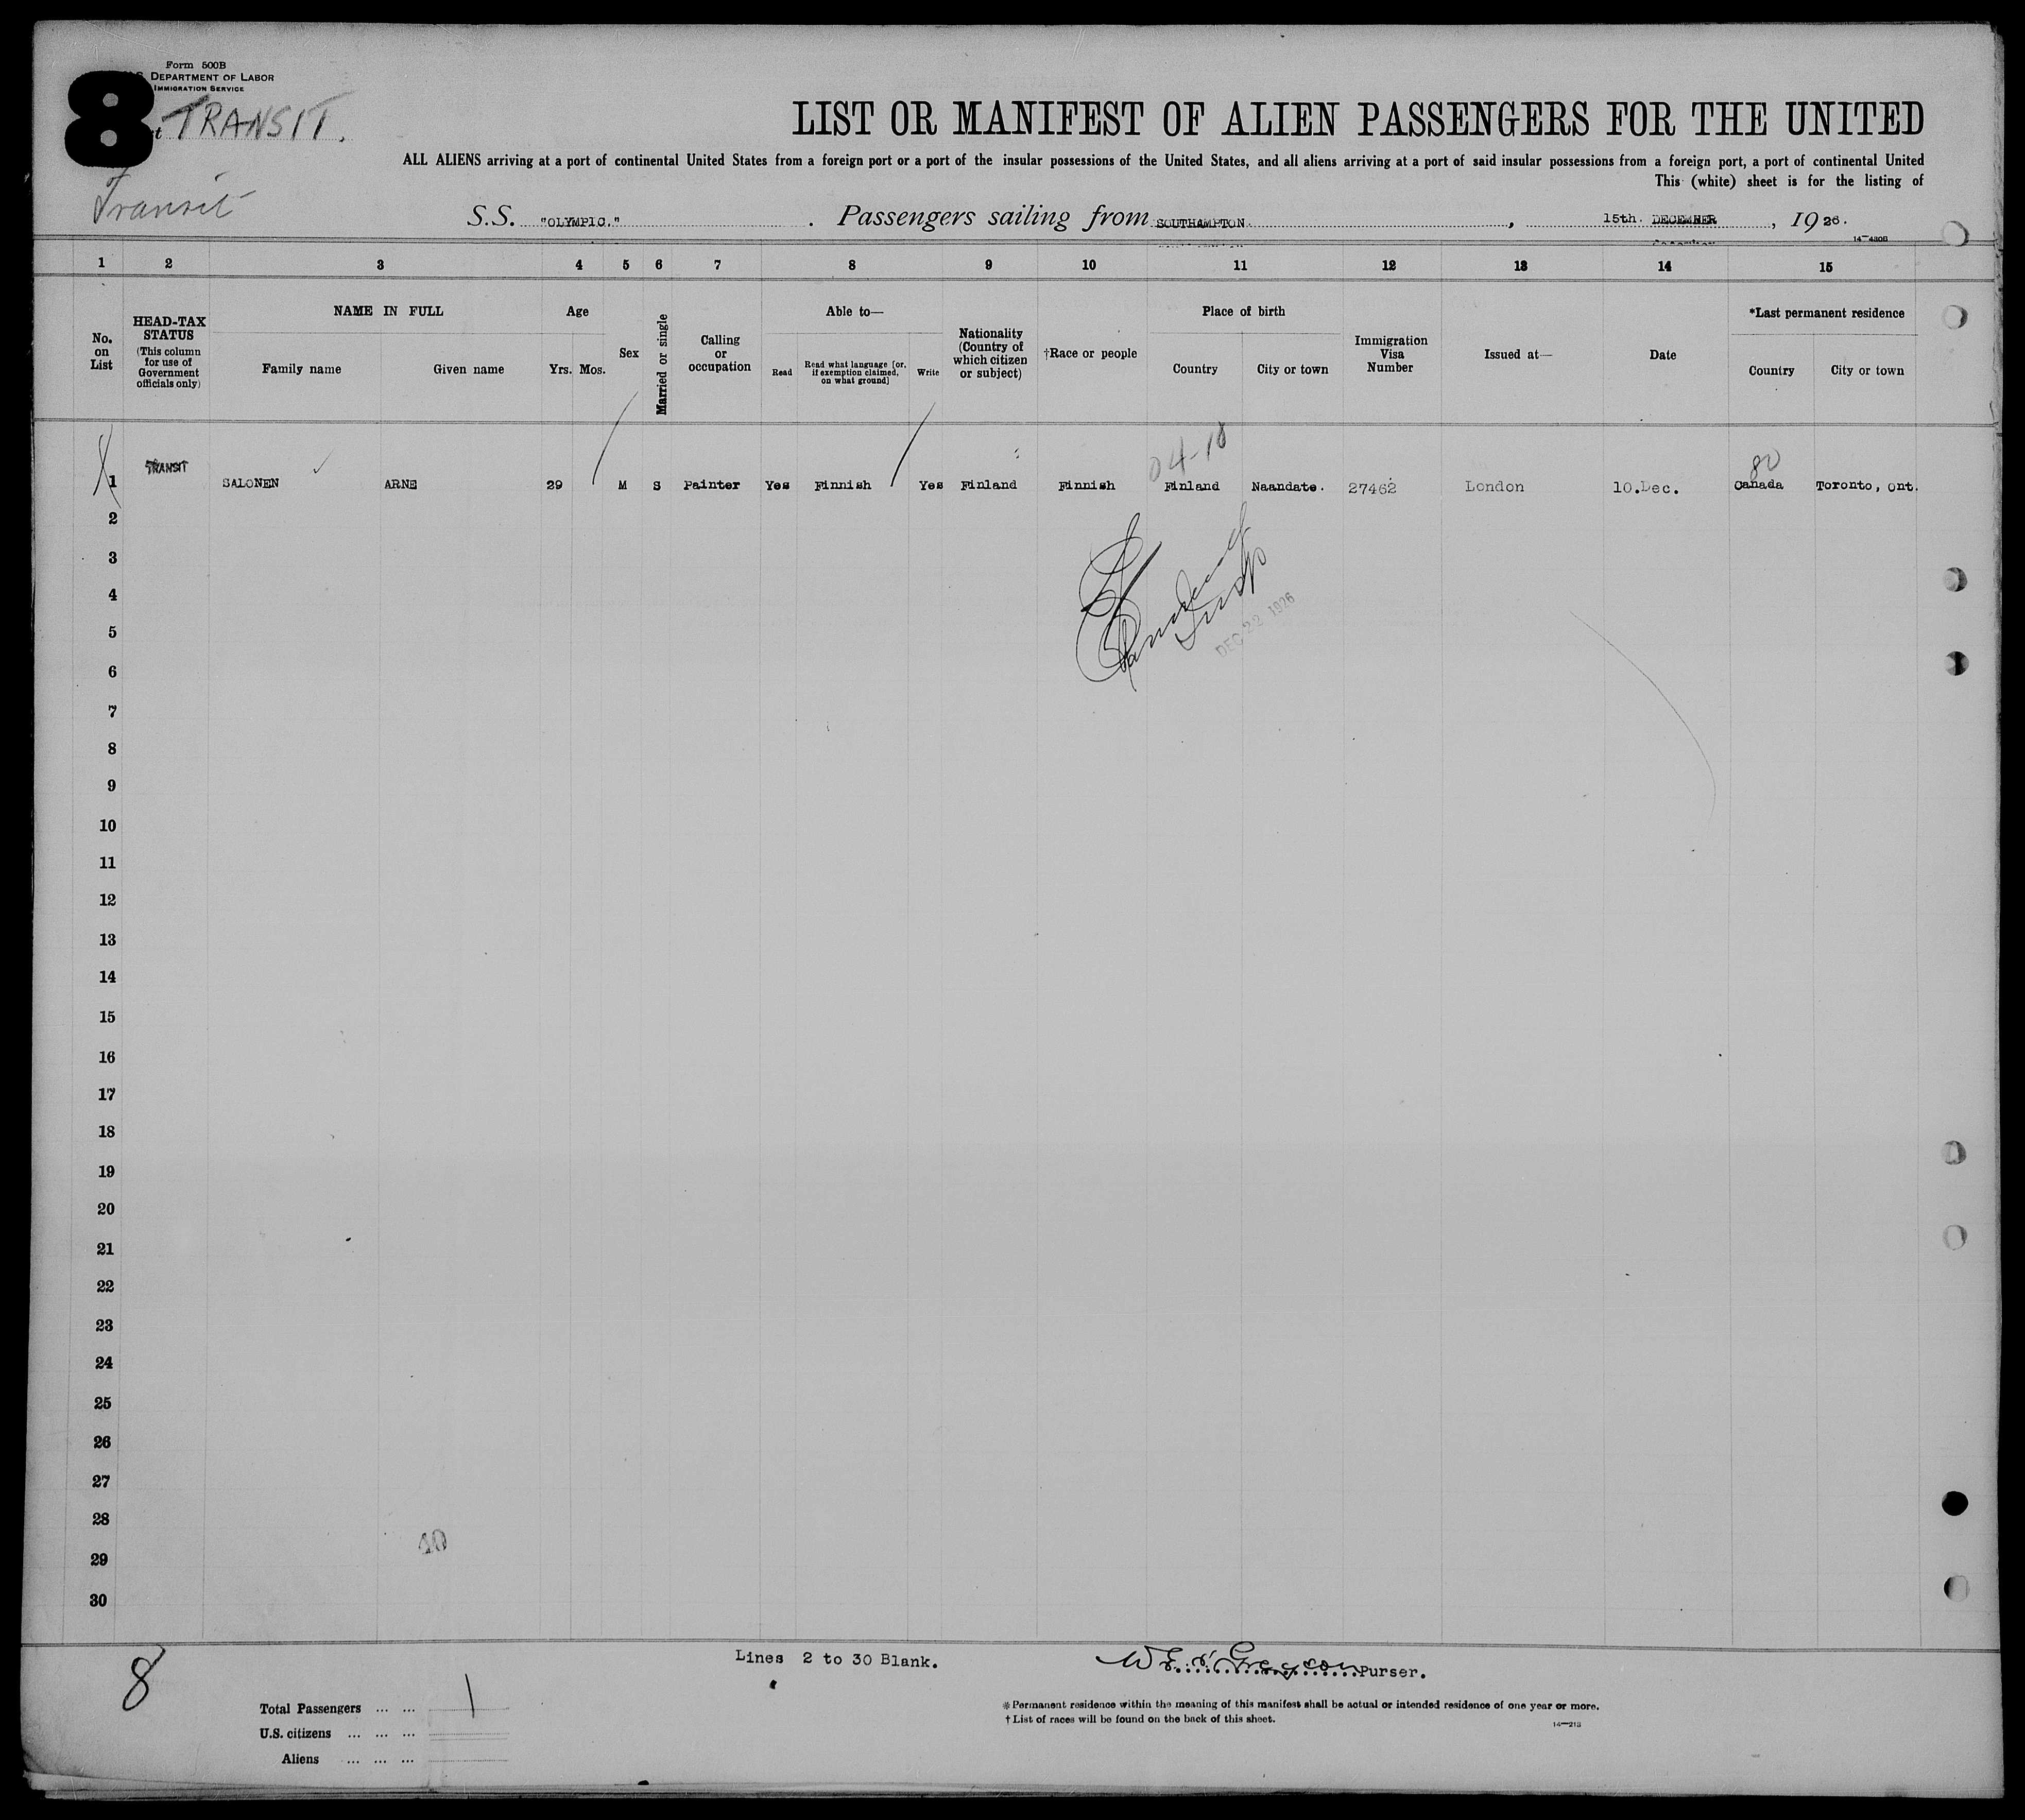 Form 500B
DEPARTMENT OF LABOR
IMMIGRATION SERVICE
8
TRANSIT.
Transit
LIST OR MANIFEST OF ALIEN PASSENGERS FOR THE UNITED
ALL ALIENS arriving at a port of continental United States from a foreign port or a port of the insular possessions of the United States, and all aliens arriving at a port of said insular possessions from a foreign port, a port of continental United
This (white) sheet is for the listing of
S.S. "OLYMPIC." . Passengers sailing from SOUTHAMPTON. , 15th. DECEMBER , 1926.
14—4306
1 2 3 4 5 6 7 8 9 10 11 12 13 14 15
No. on List
HEAD-TAX STATUS
(This column for use of Government officials only)
NAME IN FULL
Family name
Given name
Age
Yrs. Mos.
Sex
Married or single
Calling or occupation
Able to—
Read
Read what language [or, if exemption claimed, on what ground]
Write
Nationality (Country of which citizen or subject)
†Race or people
Place of birth
Country
City or town
Immigration Visa Number
Issued at—
Date
*Last permanent residence
Country
City or town
04-18
80
TRANSIT
1 SALONEN ARNE 29 M S Painter Yes Finnish Yes Finland Finnish Finland Naandate. 27462 London 10.Dec. Canada Toronto, Ont.
2
3
4
5
DEC 22 1926
6
7
8
9
10
11
12
13
14
15
16
17
18
19
20
21
22
23
24
25
26
27
28
40
29
30
8
Lines 2 to 30 Blank.
Purser.
Total Passengers ... ... 1
U.S. citizens ... ... ...
Aliens ... ... ...
* Permanent residence within the meaning of this manifest shall be actual or intended residence of one year or more.
† List of races will be found on the back of this sheet.
14—213